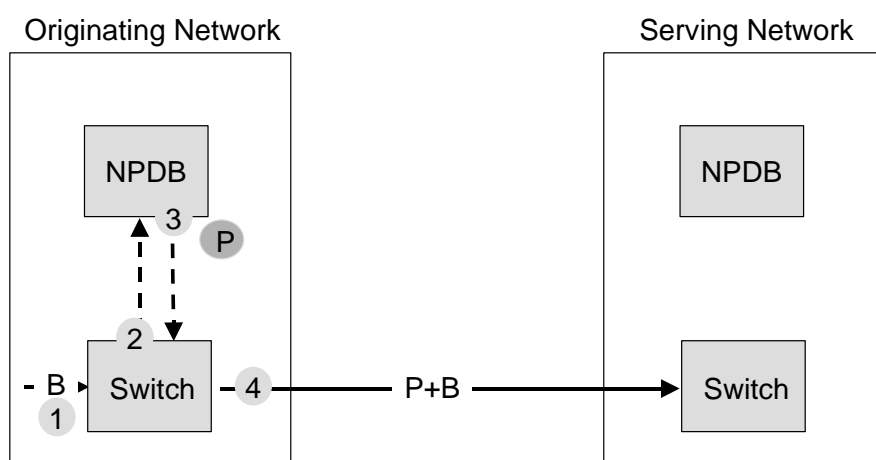 Originating Network
Serving Network
NPDB
NPDB
3
P
2
B
Switch
4
P+B
Switch
1